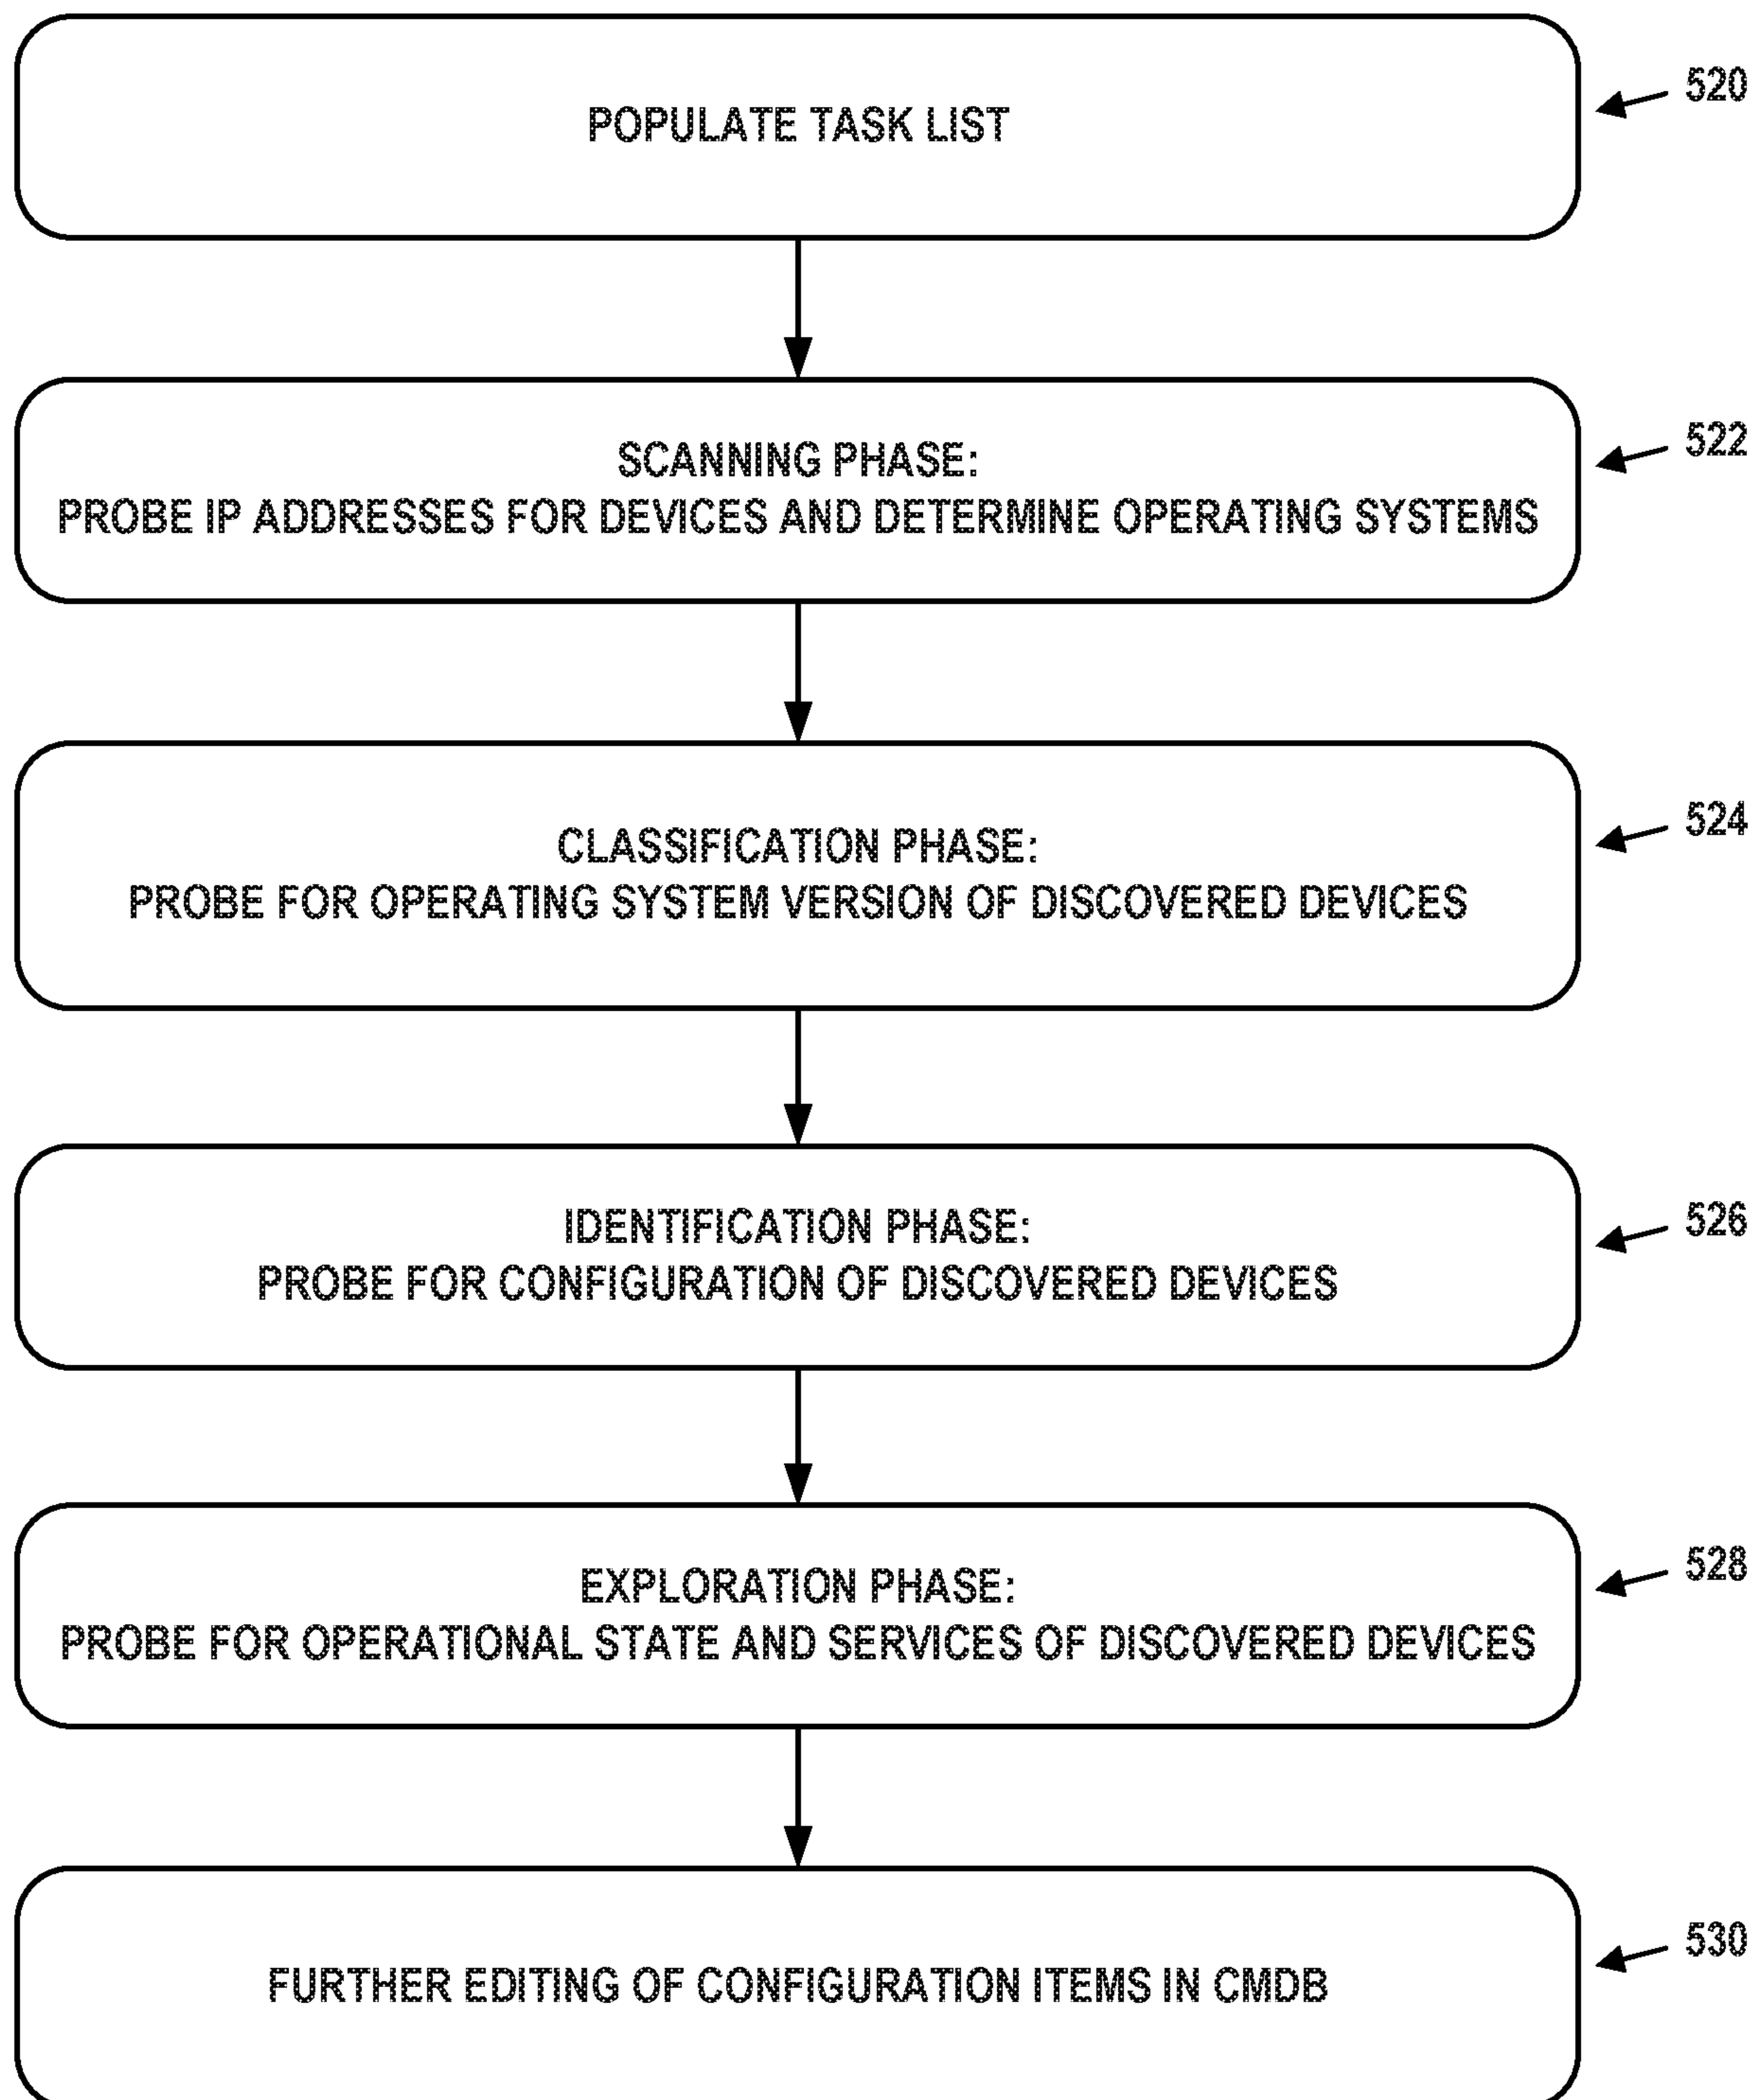 POPULATE TASK LIST
520
SCANNING PHASE:
PROBE IP ADDRESSES FOR DEVICES AND DETERMINE OPERATING SYSTEMS
522
CLASSIFICATION PHASE:
PROBE FOR OPERATING SYSTEM VERSION OF DISCOVERED DEVICES
524
IDENTIFICATION PHASE:
PROBE FOR CONFIGURATION OF DISCOVERED DEVICES
526
EXPLORATION PHASE:
PROBE FOR OPERATIONAL STATE AND SERVICES OF DISCOVERED DEVICES
528
FURTHER EDITING OF CONFIGURATION ITEMS IN CMDB
530